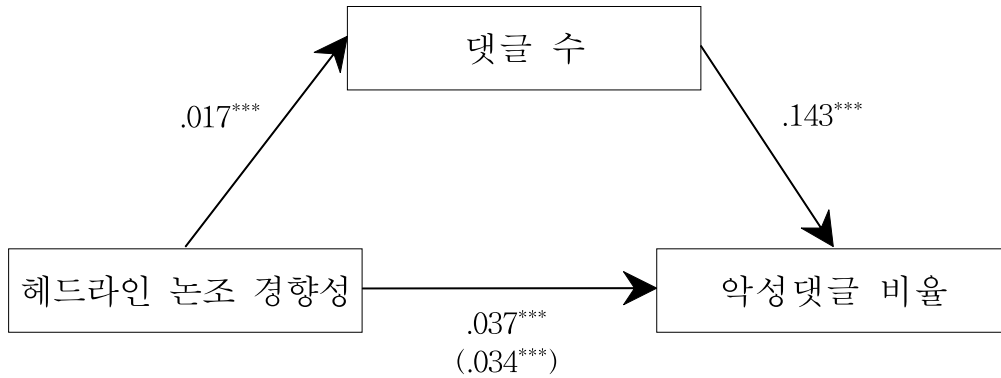 댓글 수
.017***
.143***
헤드라인 논조 경향성
악성댓글 비율
.037***
(.034***)